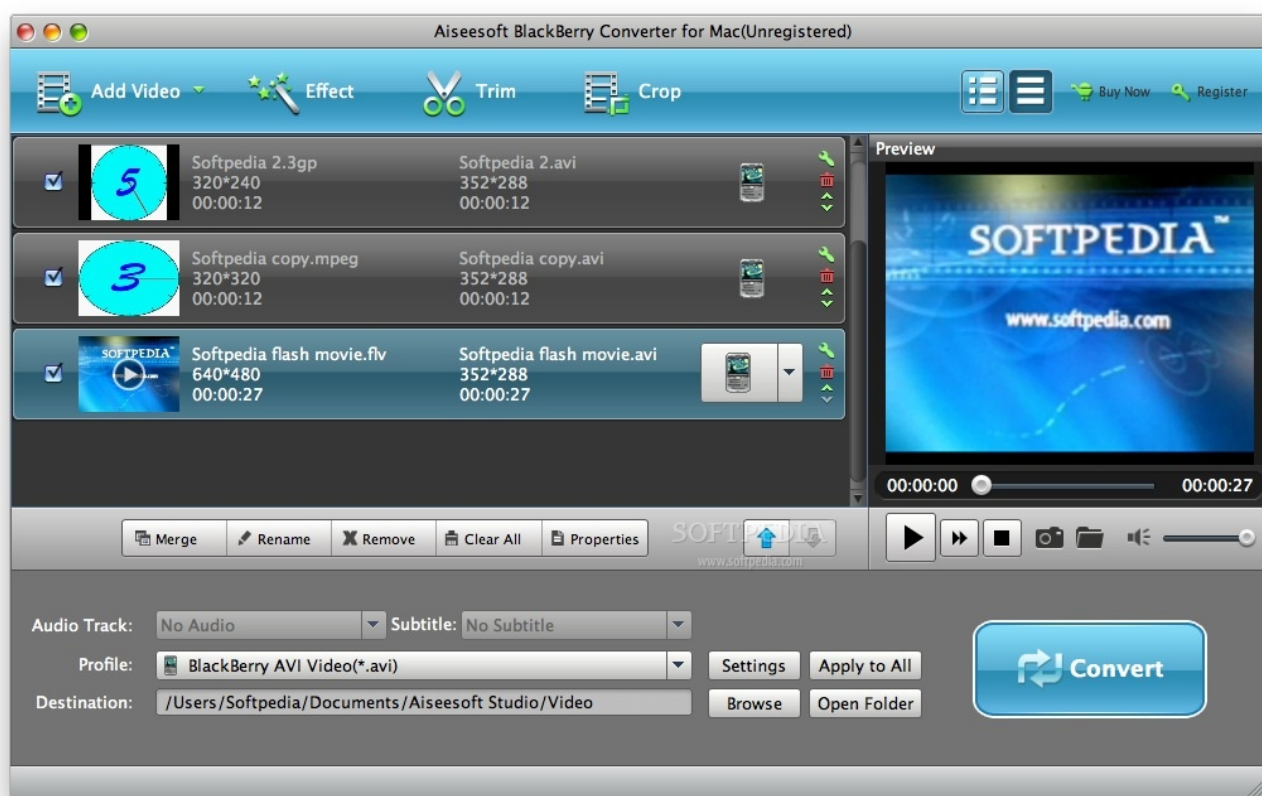 Aiseesoft BlackBerry Converter for Mac(Unregistered)
Add Video
Effect
Trim
Crop
Buy Now
Register
5
Softpedia 2.3gp
320*240
00:00:12
Softpedia 2.avi
352*288
00:00:12
3
Softpedia copy.mpeg
320*320
00:00:12
Softpedia copy.avi
352*288
00:00:12
SOFTPEDIA
Softpedia flash movie.flv
640*480
00:00:27
Softpedia flash movie.avi
352*288
00:00:27
Preview
SOFTPEDIA™
www.softpedia.com
00:00:00
00:00:27
Merge
Rename
Remove
Clear All
Properties
SOFTPEDIA
www.softpedia.com
Audio Track:
No Audio
Subtitle:
No Subtitle
Profile:
BlackBerry AVI Video(*.avi)
Settings
Apply to All
Destination:
/Users/Softpedia/Documents/Aiseesoft Studio/Video
Browse
Open Folder
Convert